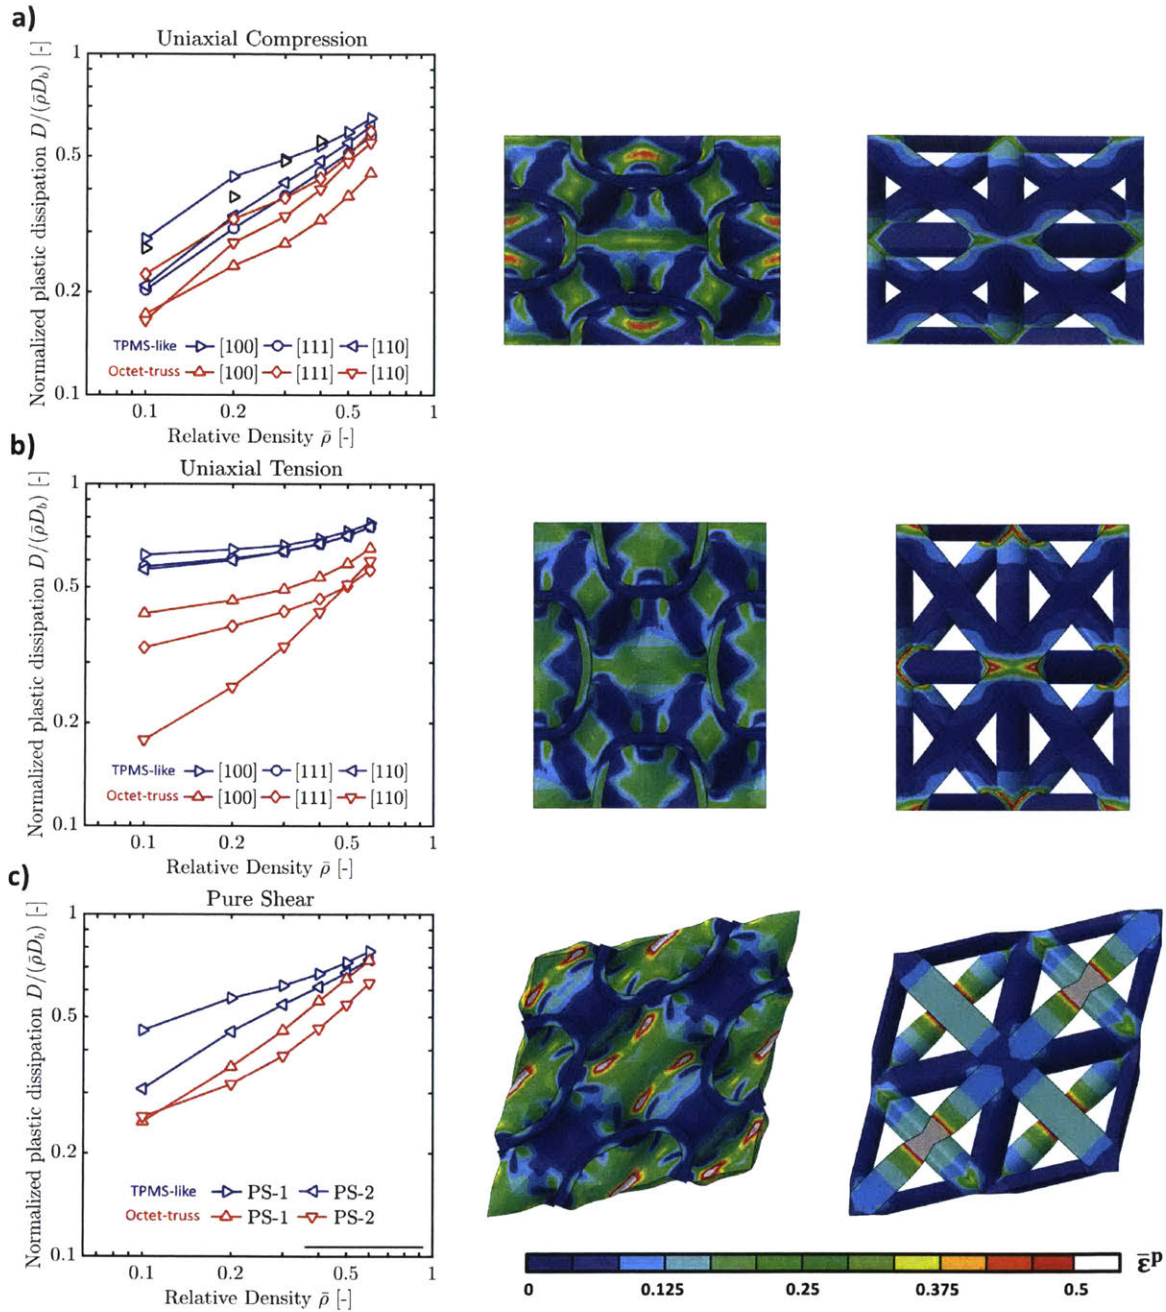 a)
Uniaxial Compression
Normalized plastic dissipation D/(ρ̄D_b) [-]
1
0.5
0.2
0.1
TPMS-like [100] [111] [110]
Octet-truss [100] [111] [110]
0.1 0.2 0.5 1
Relative Density ρ̄ [-]
b)
Uniaxial Tension
Normalized plastic dissipation D/(ρ̄D_b) [-]
1
0.5
0.2
0.1
TPMS-like [100] [111] [110]
Octet-truss [100] [111] [110]
0.1 0.2 0.5 1
Relative Density ρ̄ [-]
c)
Pure Shear
Normalized plastic dissipation D/(ρ̄D_b) [-]
1
0.5
0.2
0.1
TPMS-like PS-1 PS-2
Octet-truss PS-1 PS-2
0.1 0.2 0.5 1
Relative Density ρ̄ [-]
ε̄ᵖ
0 0.125 0.25 0.375 0.5